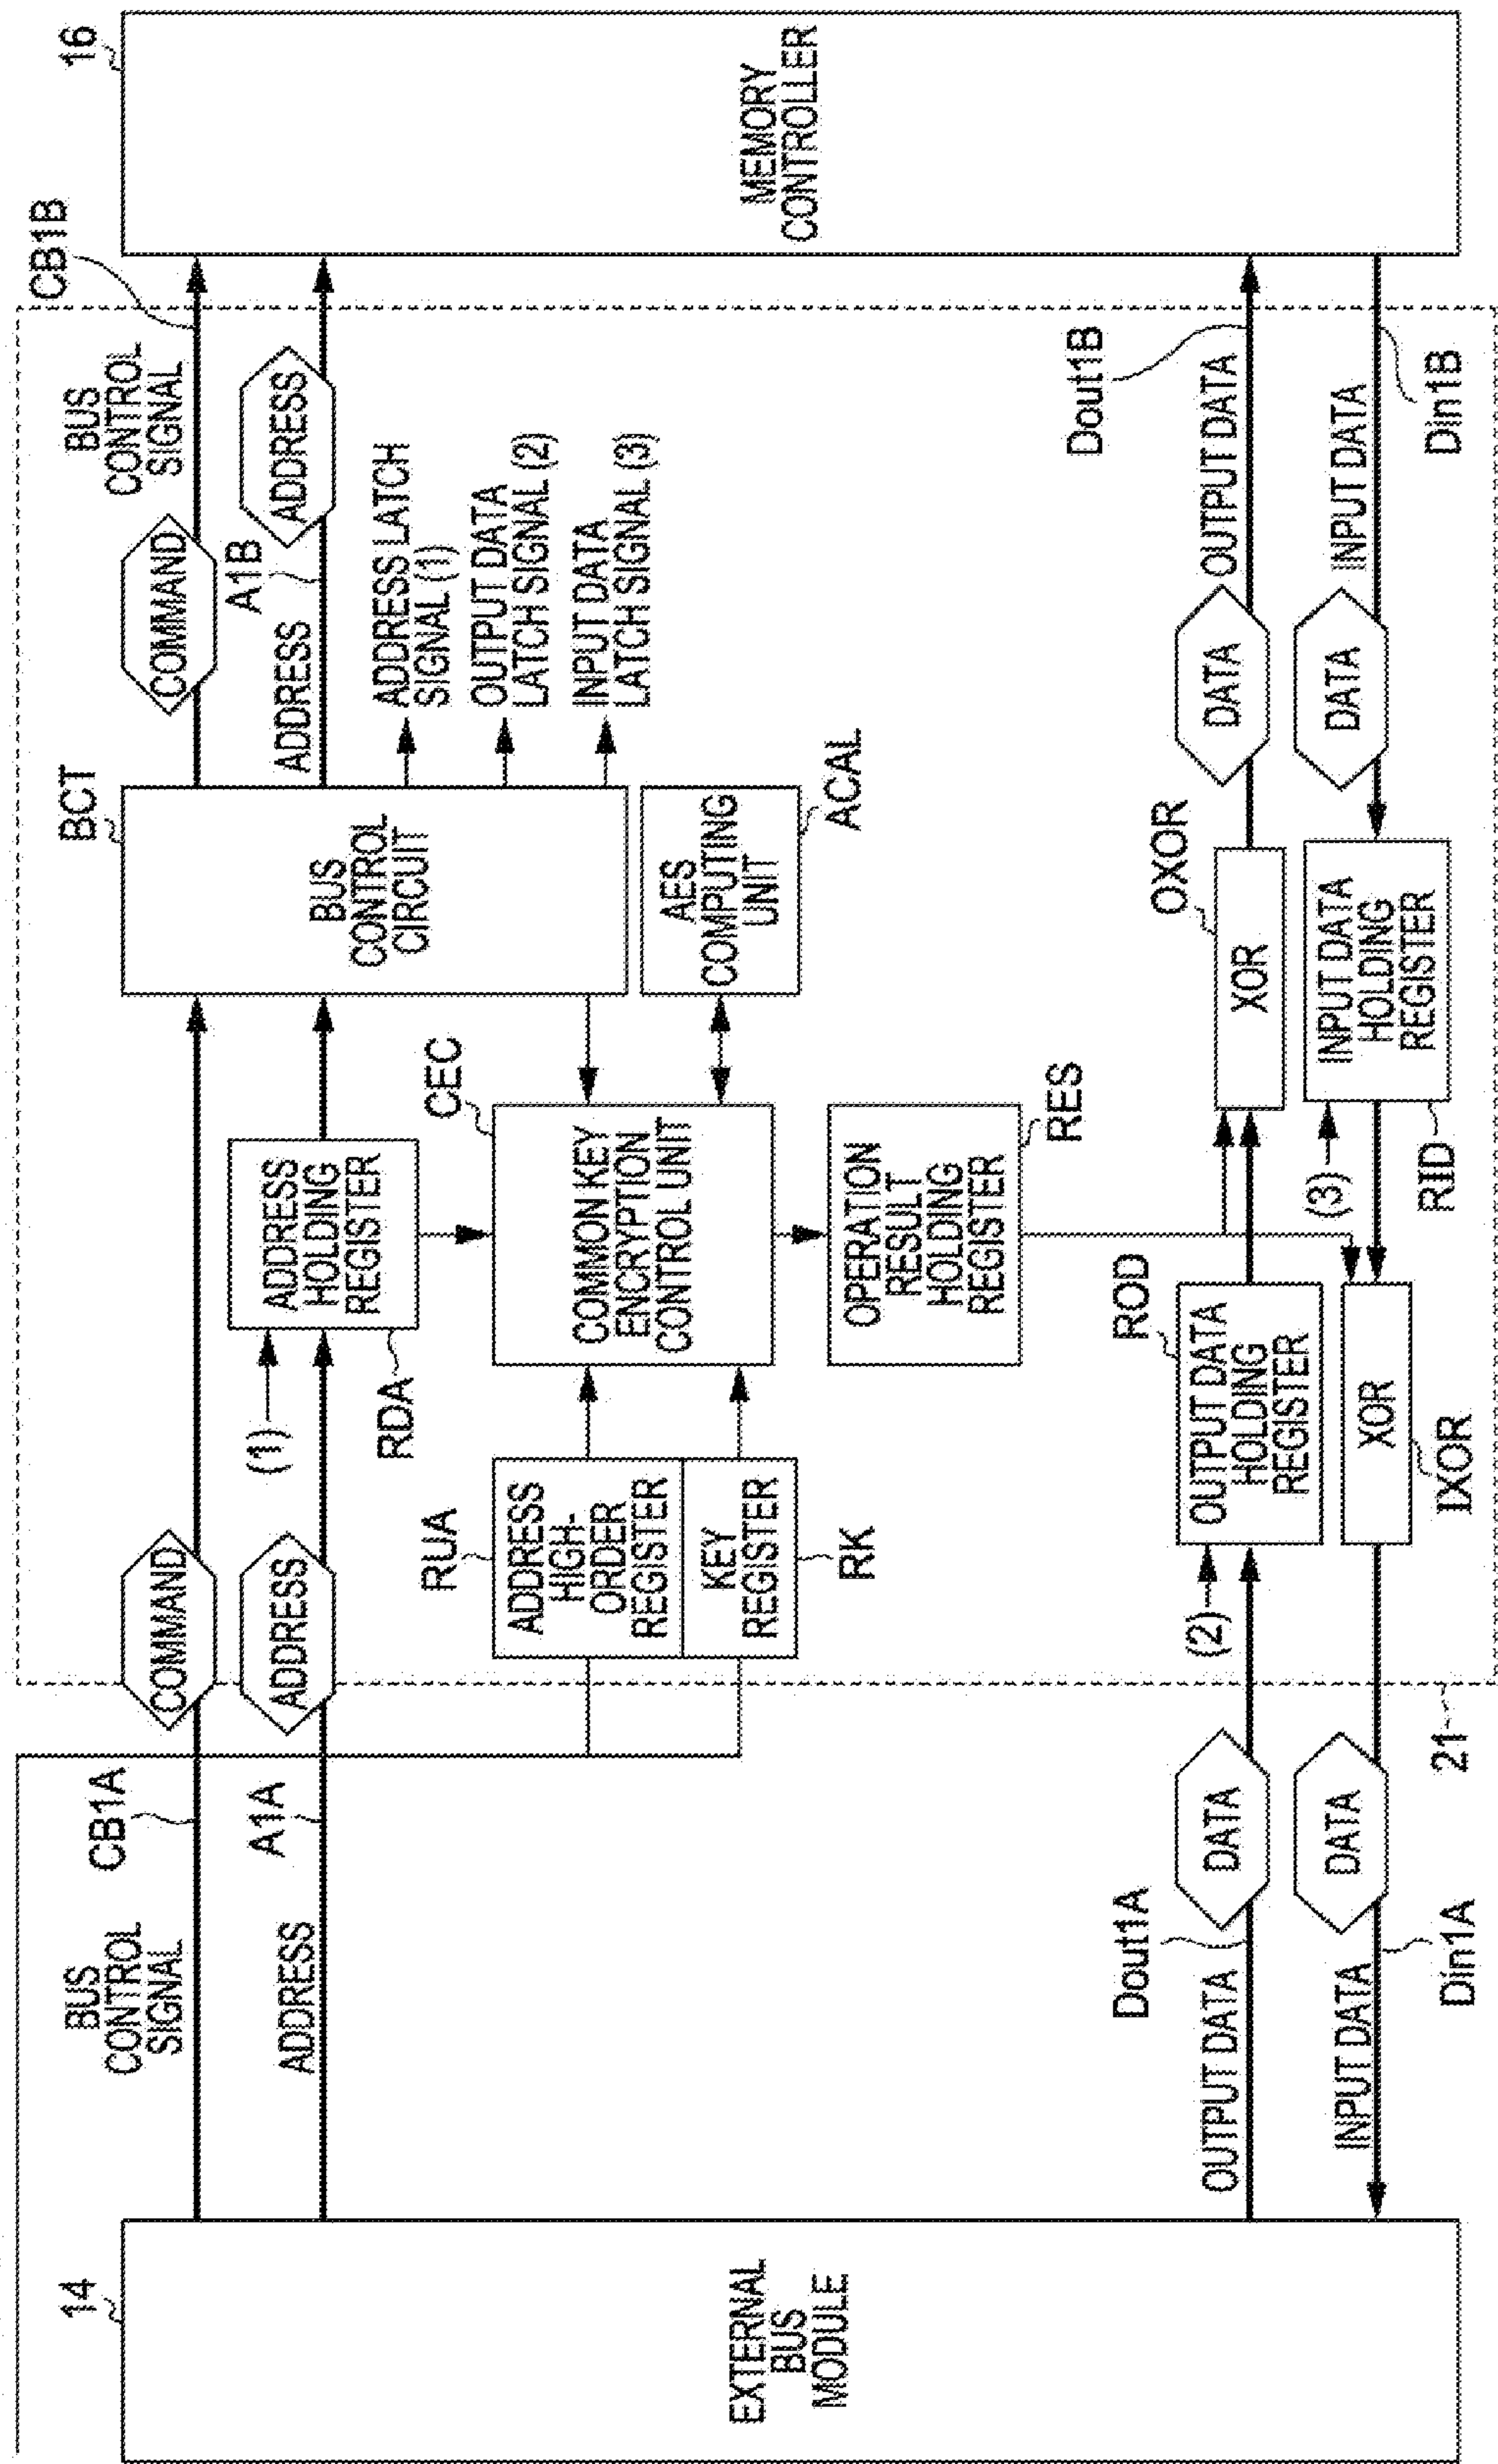 14
EXTERNAL
BUS
MODULE
BUS
CONTROL
SIGNAL
CB1A
COMMAND
ADDRESS
A1A
ADDRESS
OUTPUT DATA
Dout1A
DATA
INPUT DATA
Din1A
DATA
21
(1)
RDA
ADDRESS
HOLDING
REGISTER
RUA
ADDRESS
HIGH-
ORDER
REGISTER
KEY
REGISTER
RK
CEC
COMMON KEY
ENCRYPTION
CONTROL UNIT
OPERATION
RESULT
HOLDING
REGISTER
RES
(2)
ROD
OUTPUT DATA
HOLDING
REGISTER
XOR
IXOR
BCT
BUS
CONTROL
CIRCUIT
AES
COMPUTING
UNIT
ACAL
OXOR
XOR
(3)
INPUT DATA
HOLDING
REGISTER
RID
COMMAND
BUS
CONTROL
SIGNAL
CB1B
ADDRESS
A1B
ADDRESS
ADDRESS LATCH
SIGNAL (1)
OUTPUT DATA
LATCH SIGNAL (2)
INPUT DATA
LATCH SIGNAL (3)
DATA
OUTPUT DATA
Dout1B
DATA
INPUT DATA
Din1B
16
MEMORY
CONTROLLER